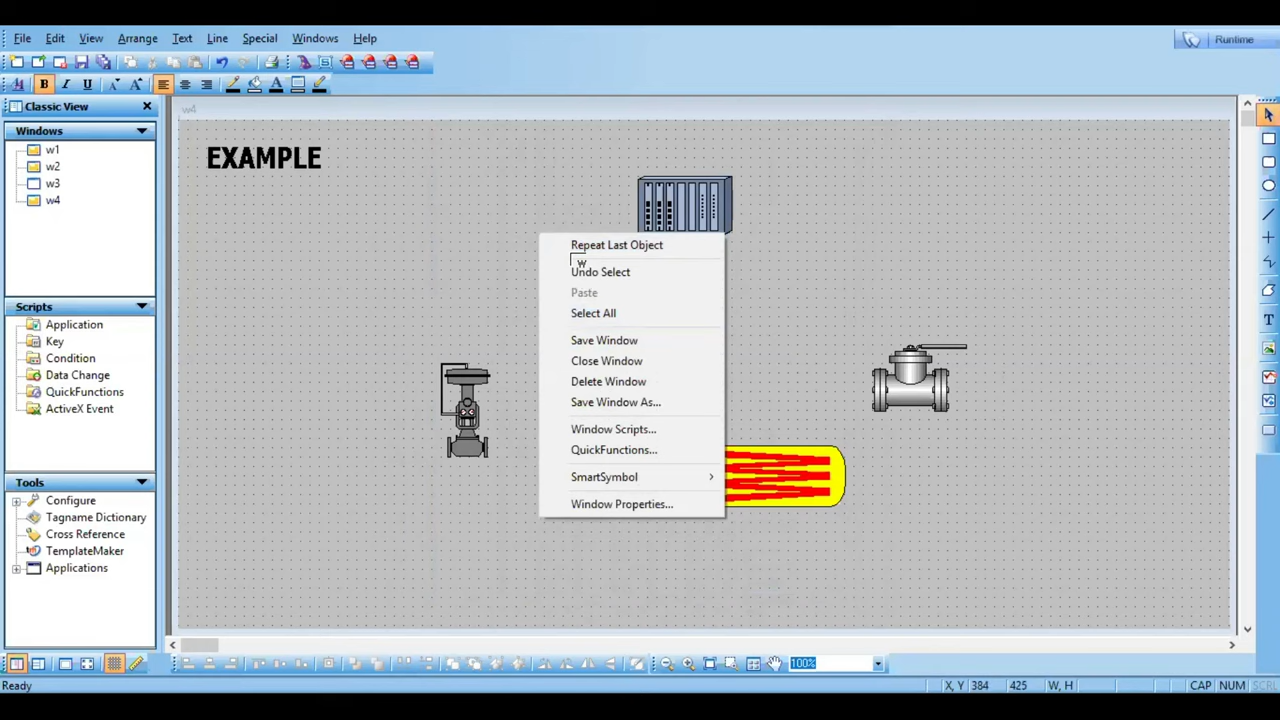 File Edit View Arrange Text Line Special Windows Help
Runtime
B I U A A A
Classic View
w4
Windows
w1
w2
w3
w4
EXAMPLE
Repeat Last Object
w
Undo Select
Paste
Select All
Save Window
Close Window
Delete Window
Save Window As...
Window Scripts...
QuickFunctions...
SmartSymbol
Window Properties...
Scripts
Application
Key
Condition
Data Change
QuickFunctions
ActiveX Event
Tools
Configure
Tagname Dictionary
Cross Reference
TemplateMaker
Applications
T
100%
Ready
X, Y 384 425 W, H CAP NUM SCRL